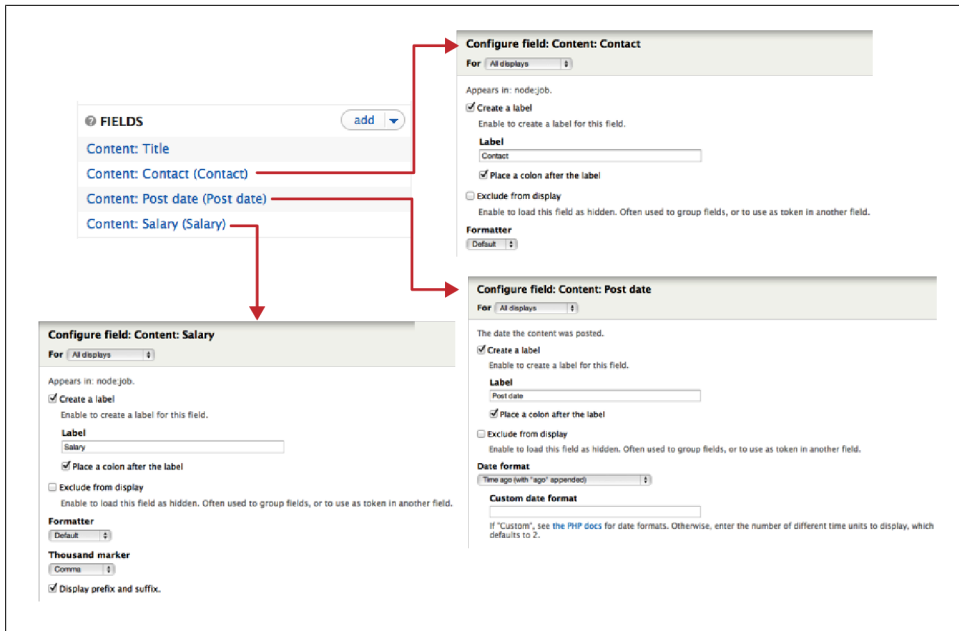 FIELDS
add
Content: Title
Content: Contact (Contact)
Content: Post date (Post date)
Content: Salary (Salary)
Configure field: Content: Contact
For All displays
Appears in: node:job.
Create a label
Enable to create a label for this field.
Label
Contact
Place a colon after the label
Exclude from display
Enable to load this field as hidden. Often used to group fields, or to use as token in another field.
Formatter
Default
Configure field: Content: Post date
For All displays
The date the content was posted.
Create a label
Enable to create a label for this field.
Label
Post date
Place a colon after the label
Exclude from display
Enable to load this field as hidden. Often used to group fields, or to use as token in another field.
Date format
Time ago (with "ago" appended)
Custom date format
If "Custom", see the PHP docs for date formats. Otherwise, enter the number of different time units to display, which
defaults to 2.
Configure field: Content: Salary
For All displays
Appears in: node:job.
Create a label
Enable to create a label for this field.
Label
Salary
Place a colon after the label
Exclude from display
Enable to load this field as hidden. Often used to group fields, or to use as token in another field.
Formatter
Default
Thousand marker
Comma
Display prefix and suffix.